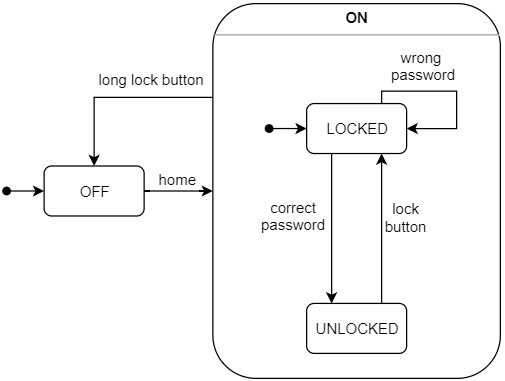 ON
long lock button
wrong
password
LOCKED
OFF
home
correct
password
lock
button
UNLOCKED